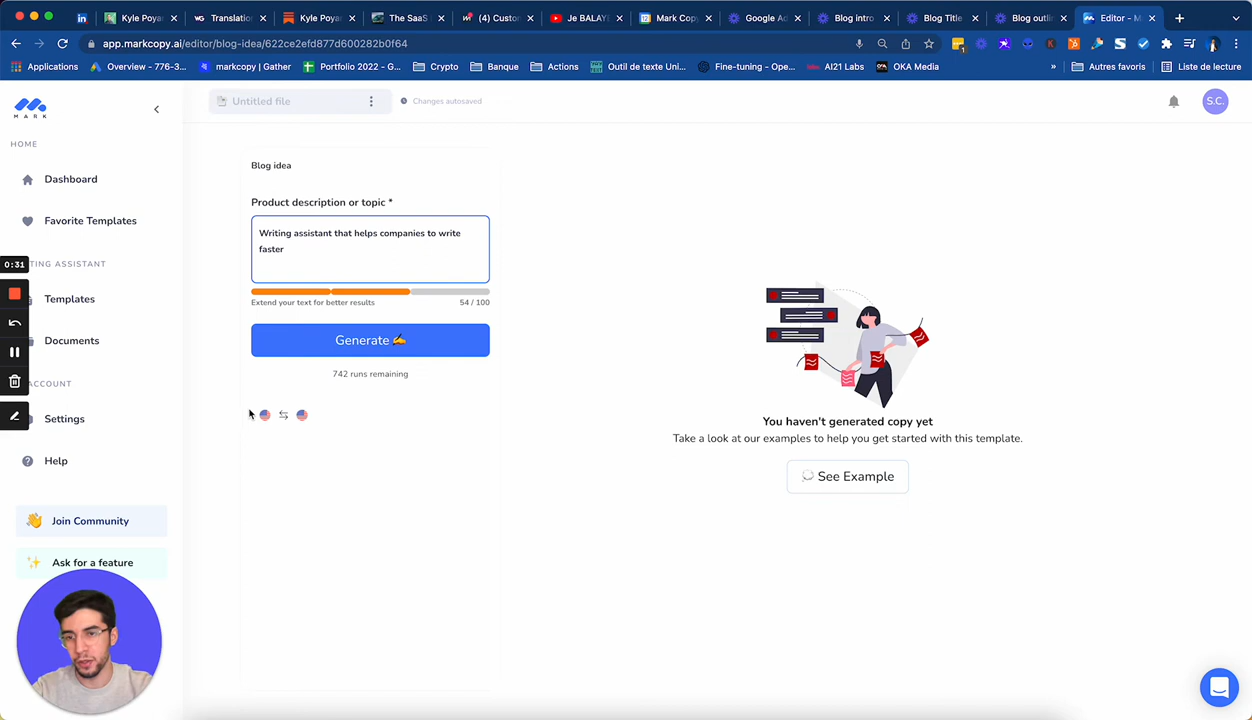 Kyle Poya
Translation
Kyle Poya
The SaaS
(4) Custon
Je BALAYE
Mark Copy
Google Ad
Blog intro
Blog Title
Blog outli
Editor - M
app.markcopy.ai/editor/blog-idea/622ce2efd877d600282b0f64
Applications
Overview - 776-3...
markcopy | Gather
Portfolio 2022 - G...
Crypto
Banque
Actions
Outil de texte Uni...
Fine-tuning - Ope...
AI21 Labs
OKA Media
»
Autres favoris
Liste de lecture
MARK
Untitled file
Changes autosaved
S.C.
HOME
Dashboard
Favorite Templates
0:31
TING ASSISTANT
Templates
Documents
ACCOUNT
Settings
Help
👋 Join Community
✨ Ask for a feature
Blog idea
Product description or topic *
Writing assistant that helps companies to write
faster
Extend your text for better results
54 / 100
Generate ✍️
742 runs remaining
You haven't generated copy yet
Take a look at our examples to help you get started with this template.
See Example